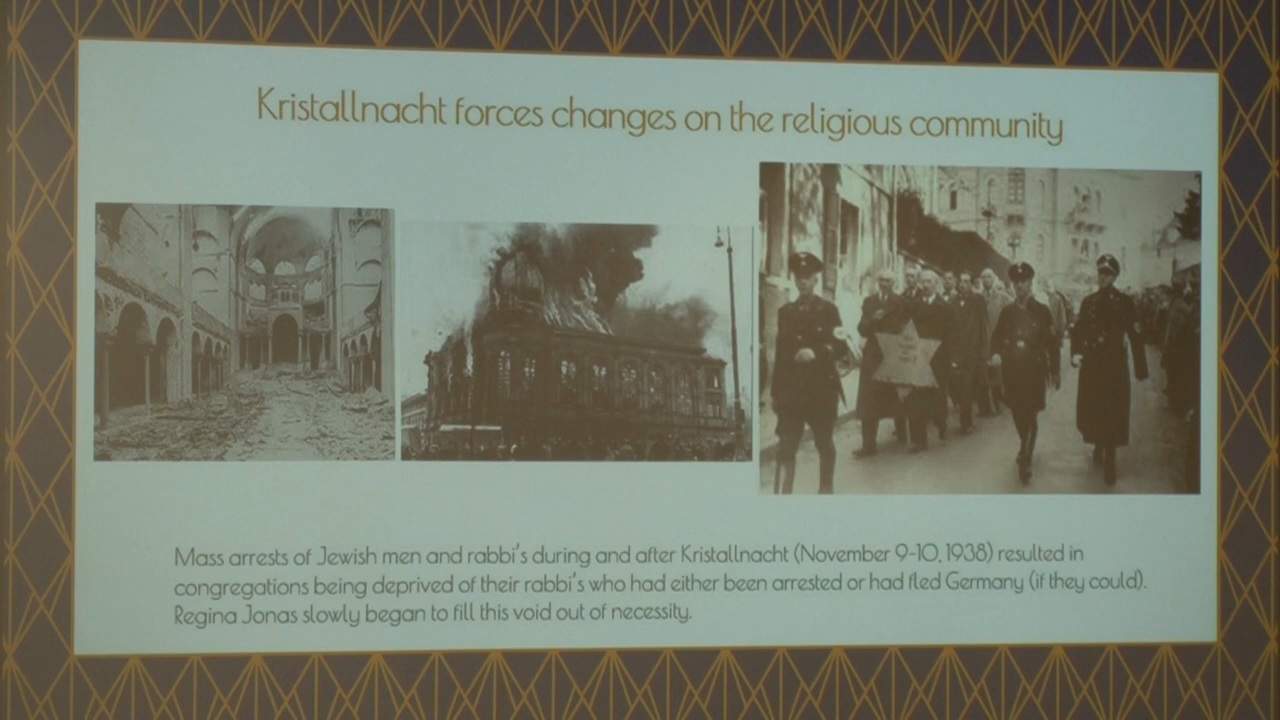 Kristallnacht forces changes on the religious community
Mass arrests of Jewish men and rabbi's during and after Kristallnacht (November 9-10, 1938) resulted in
congregations being deprived of their rabbi's who had either been arrested or had fled Germany (if they could).
Regina Jonas slowly began to fill this void out of necessity.